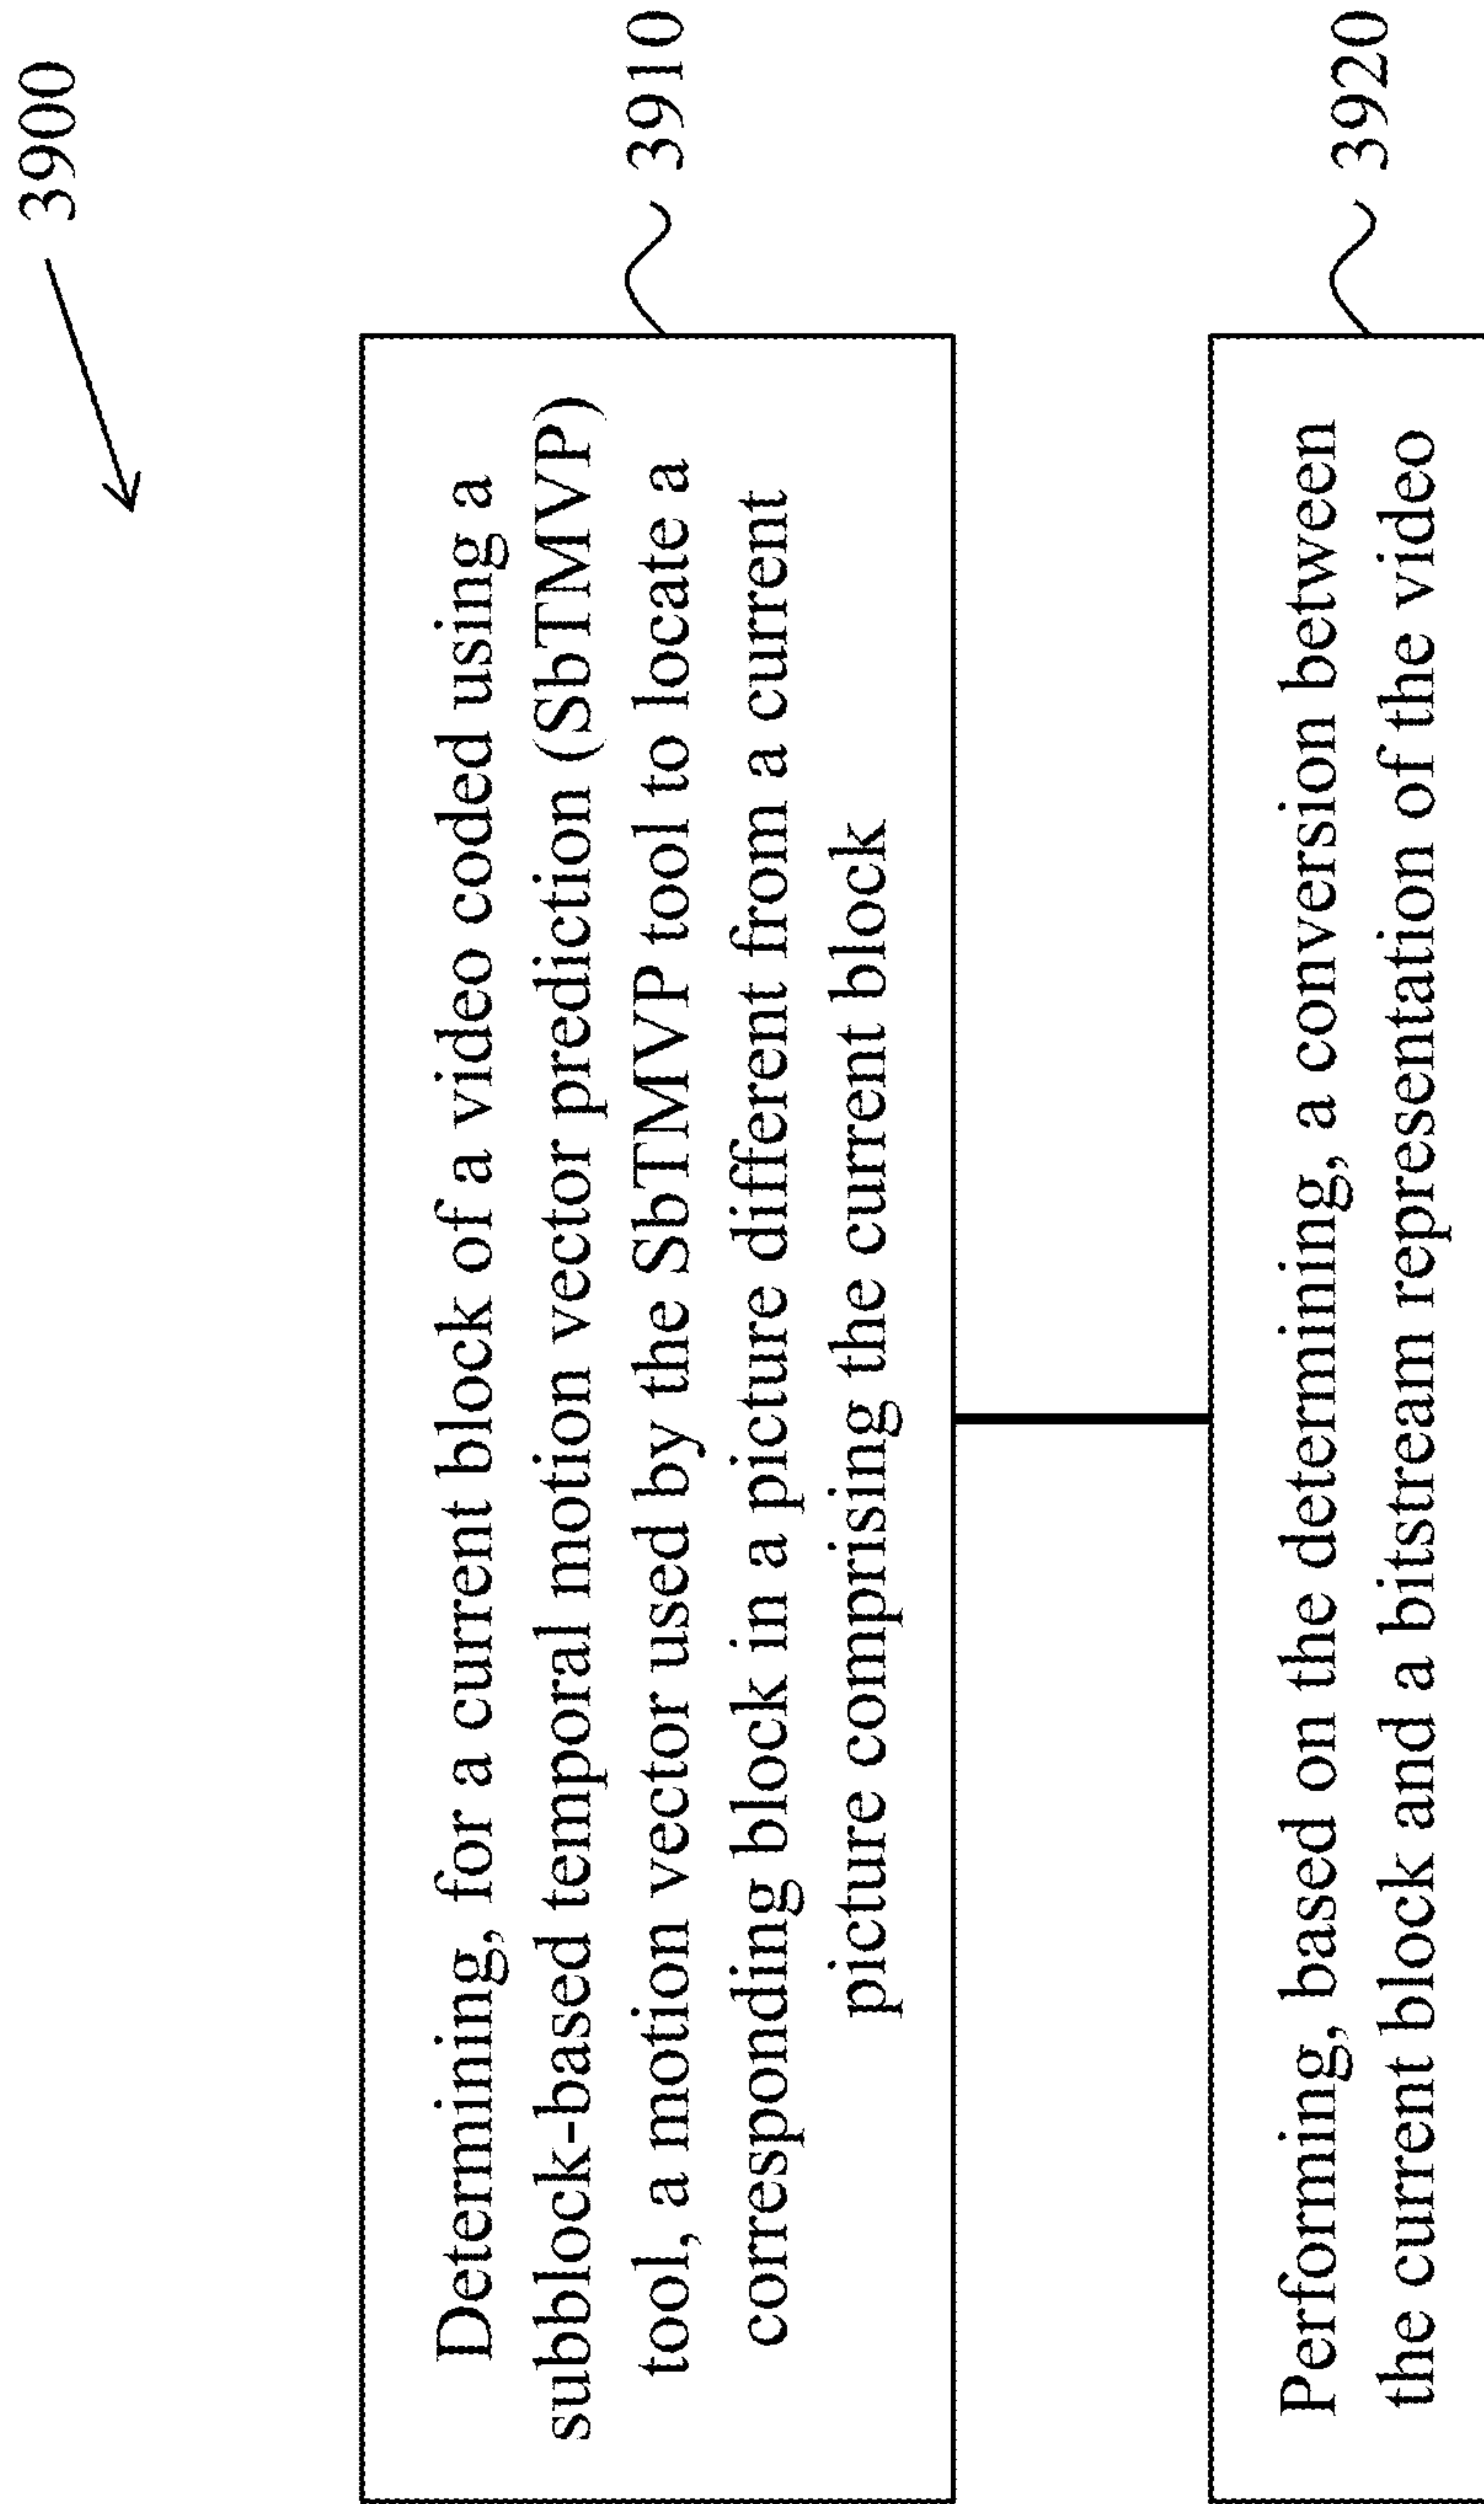 3900
Determining, for a current block of a video coded using a
subblock-based temporal motion vector prediction (SbTMVP)
tool, a motion vector used by the SbTMVP tool to locate a
corresponding block in a picture different from a current
picture comprising the current block
3910
Performing, based on the determining, a conversion between
the current block and a bitstream representation of the video
3920